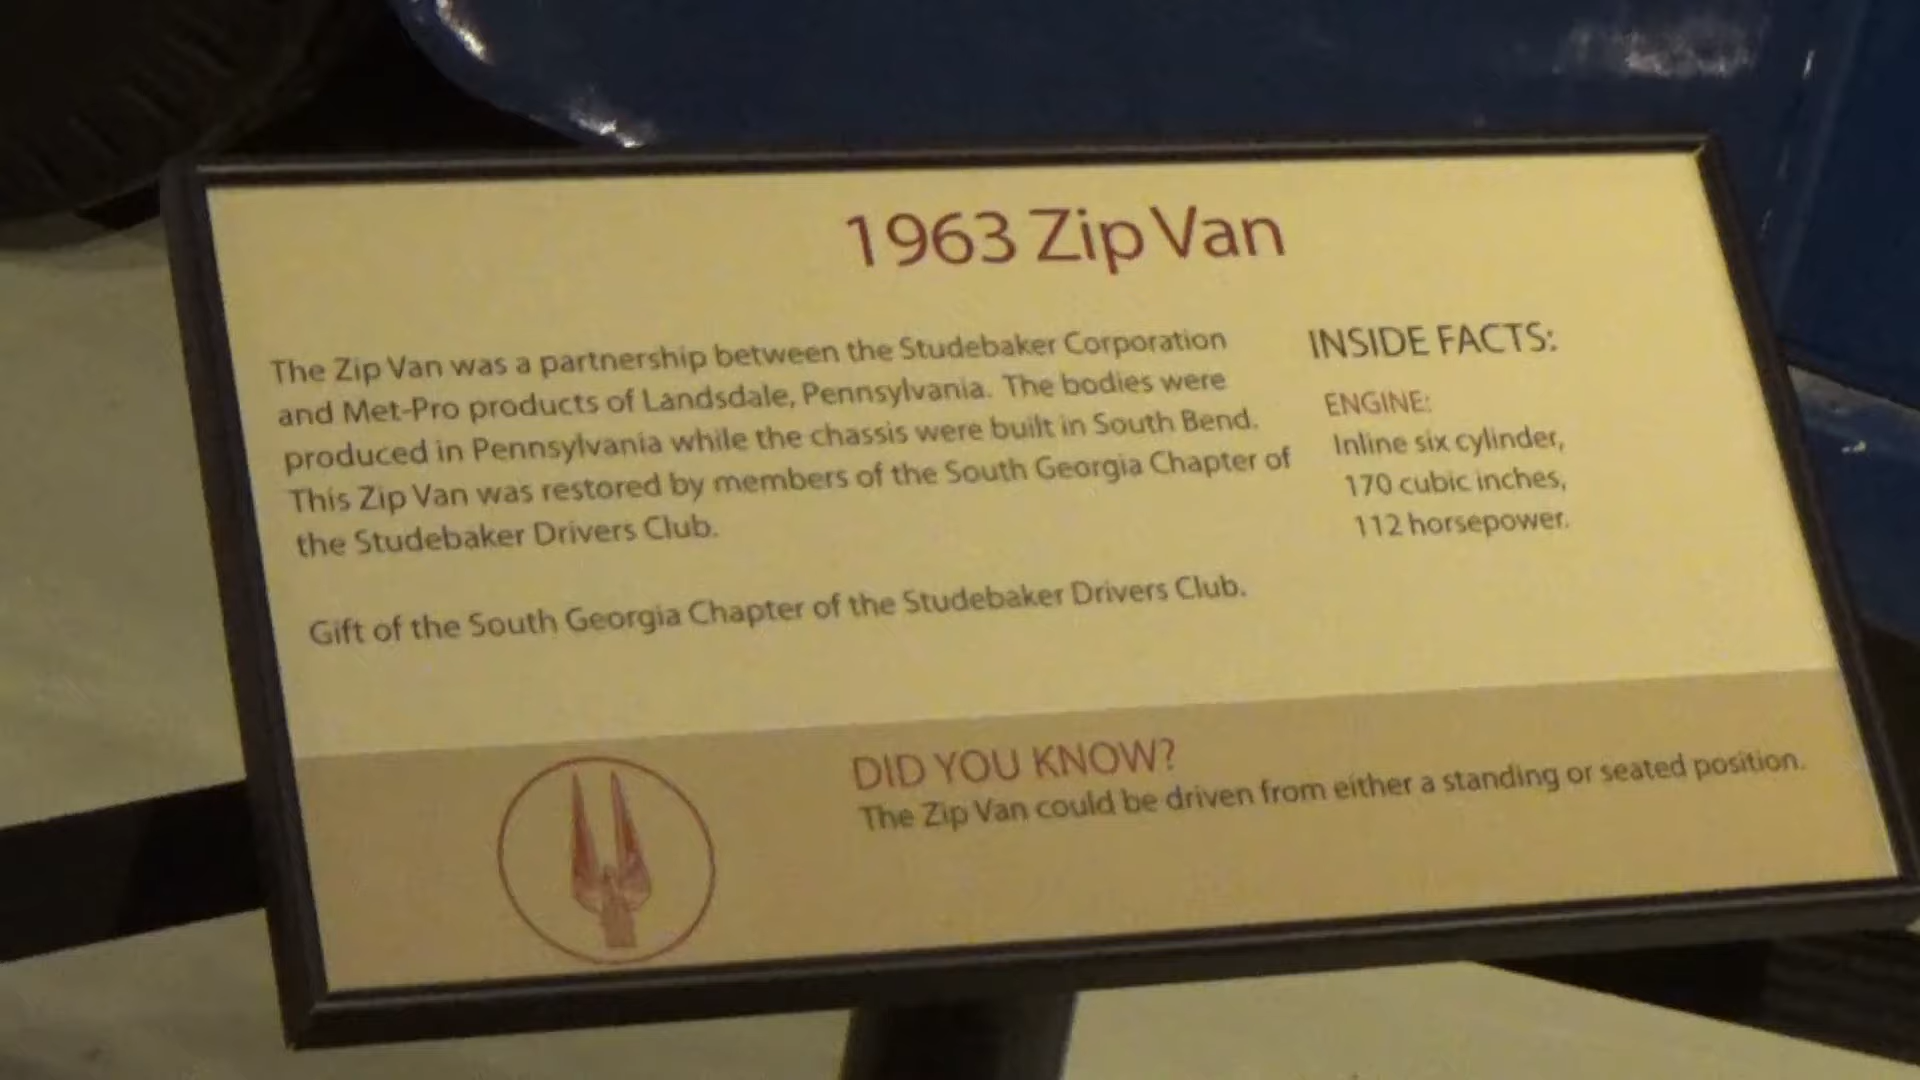 1963 Zip Van
The Zip Van was a partnership between the Studebaker Corporation
and Met-Pro products of Landsdale, Pennsylvania. The bodies were
produced in Pennsylvania while the chassis were built in South Bend.
This Zip Van was restored by members of the South Georgia Chapter of
the Studebaker Drivers Club.
Gift of the South Georgia Chapter of the Studebaker Drivers Club.
INSIDE FACTS:
ENGINE:
Inline six cylinder,
170 cubic inches,
112 horsepower.
DID YOU KNOW?
The Zip Van could be driven from either a standing or seated position.